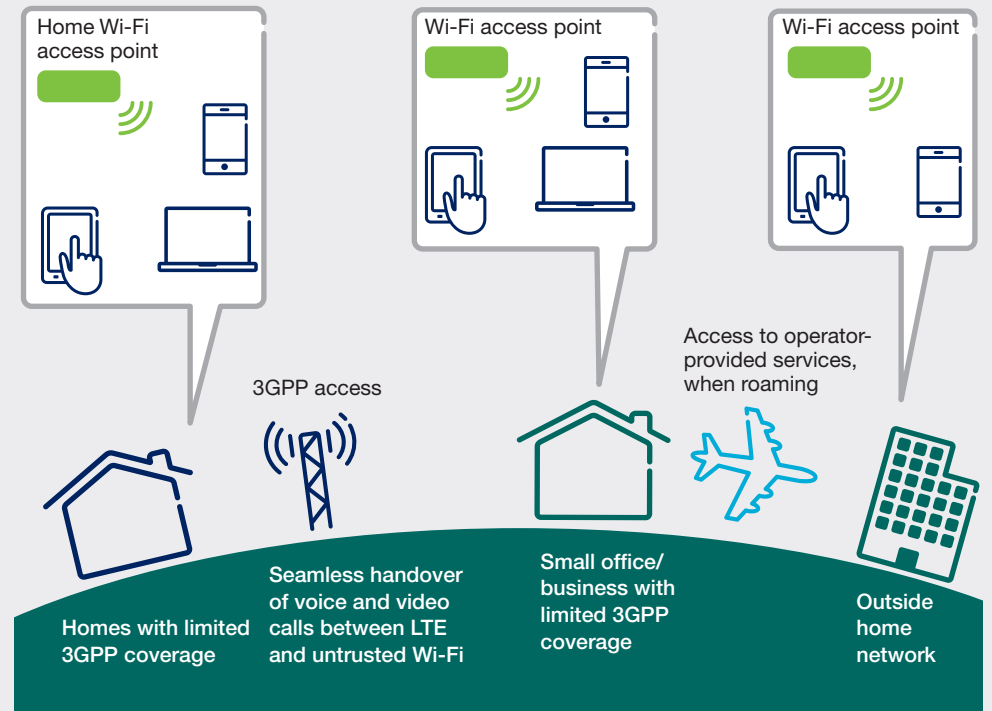 Home Wi-Fi
access point
Wi-Fi access point
Wi-Fi access point
3GPP access
Access to operator-
provided services,
when roaming
Homes with limited
3GPP coverage
Seamless handover
of voice and video
calls between LTE
and untrusted Wi-Fi
Small office/
business with
limited 3GPP
coverage
Outside
home
network